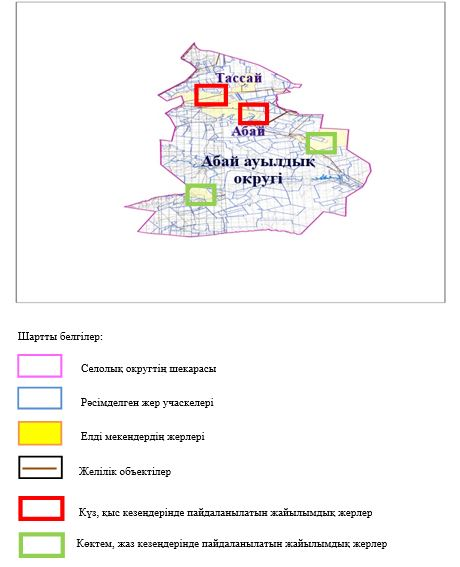 Тассай
Абай
Абай ауылдық
округі
Шартты белгілер:
Селолық округтің шекарасы
Рәсімделген жер учаскелері
Елді мекендердің жерлері
Желілік объектілер
Күз, қыс кезеңдерінде пайдаланылатын жайылымдық жерлер
Көктем, жаз кезеңдерінде пайдаланылатын жайылымдық жерлер